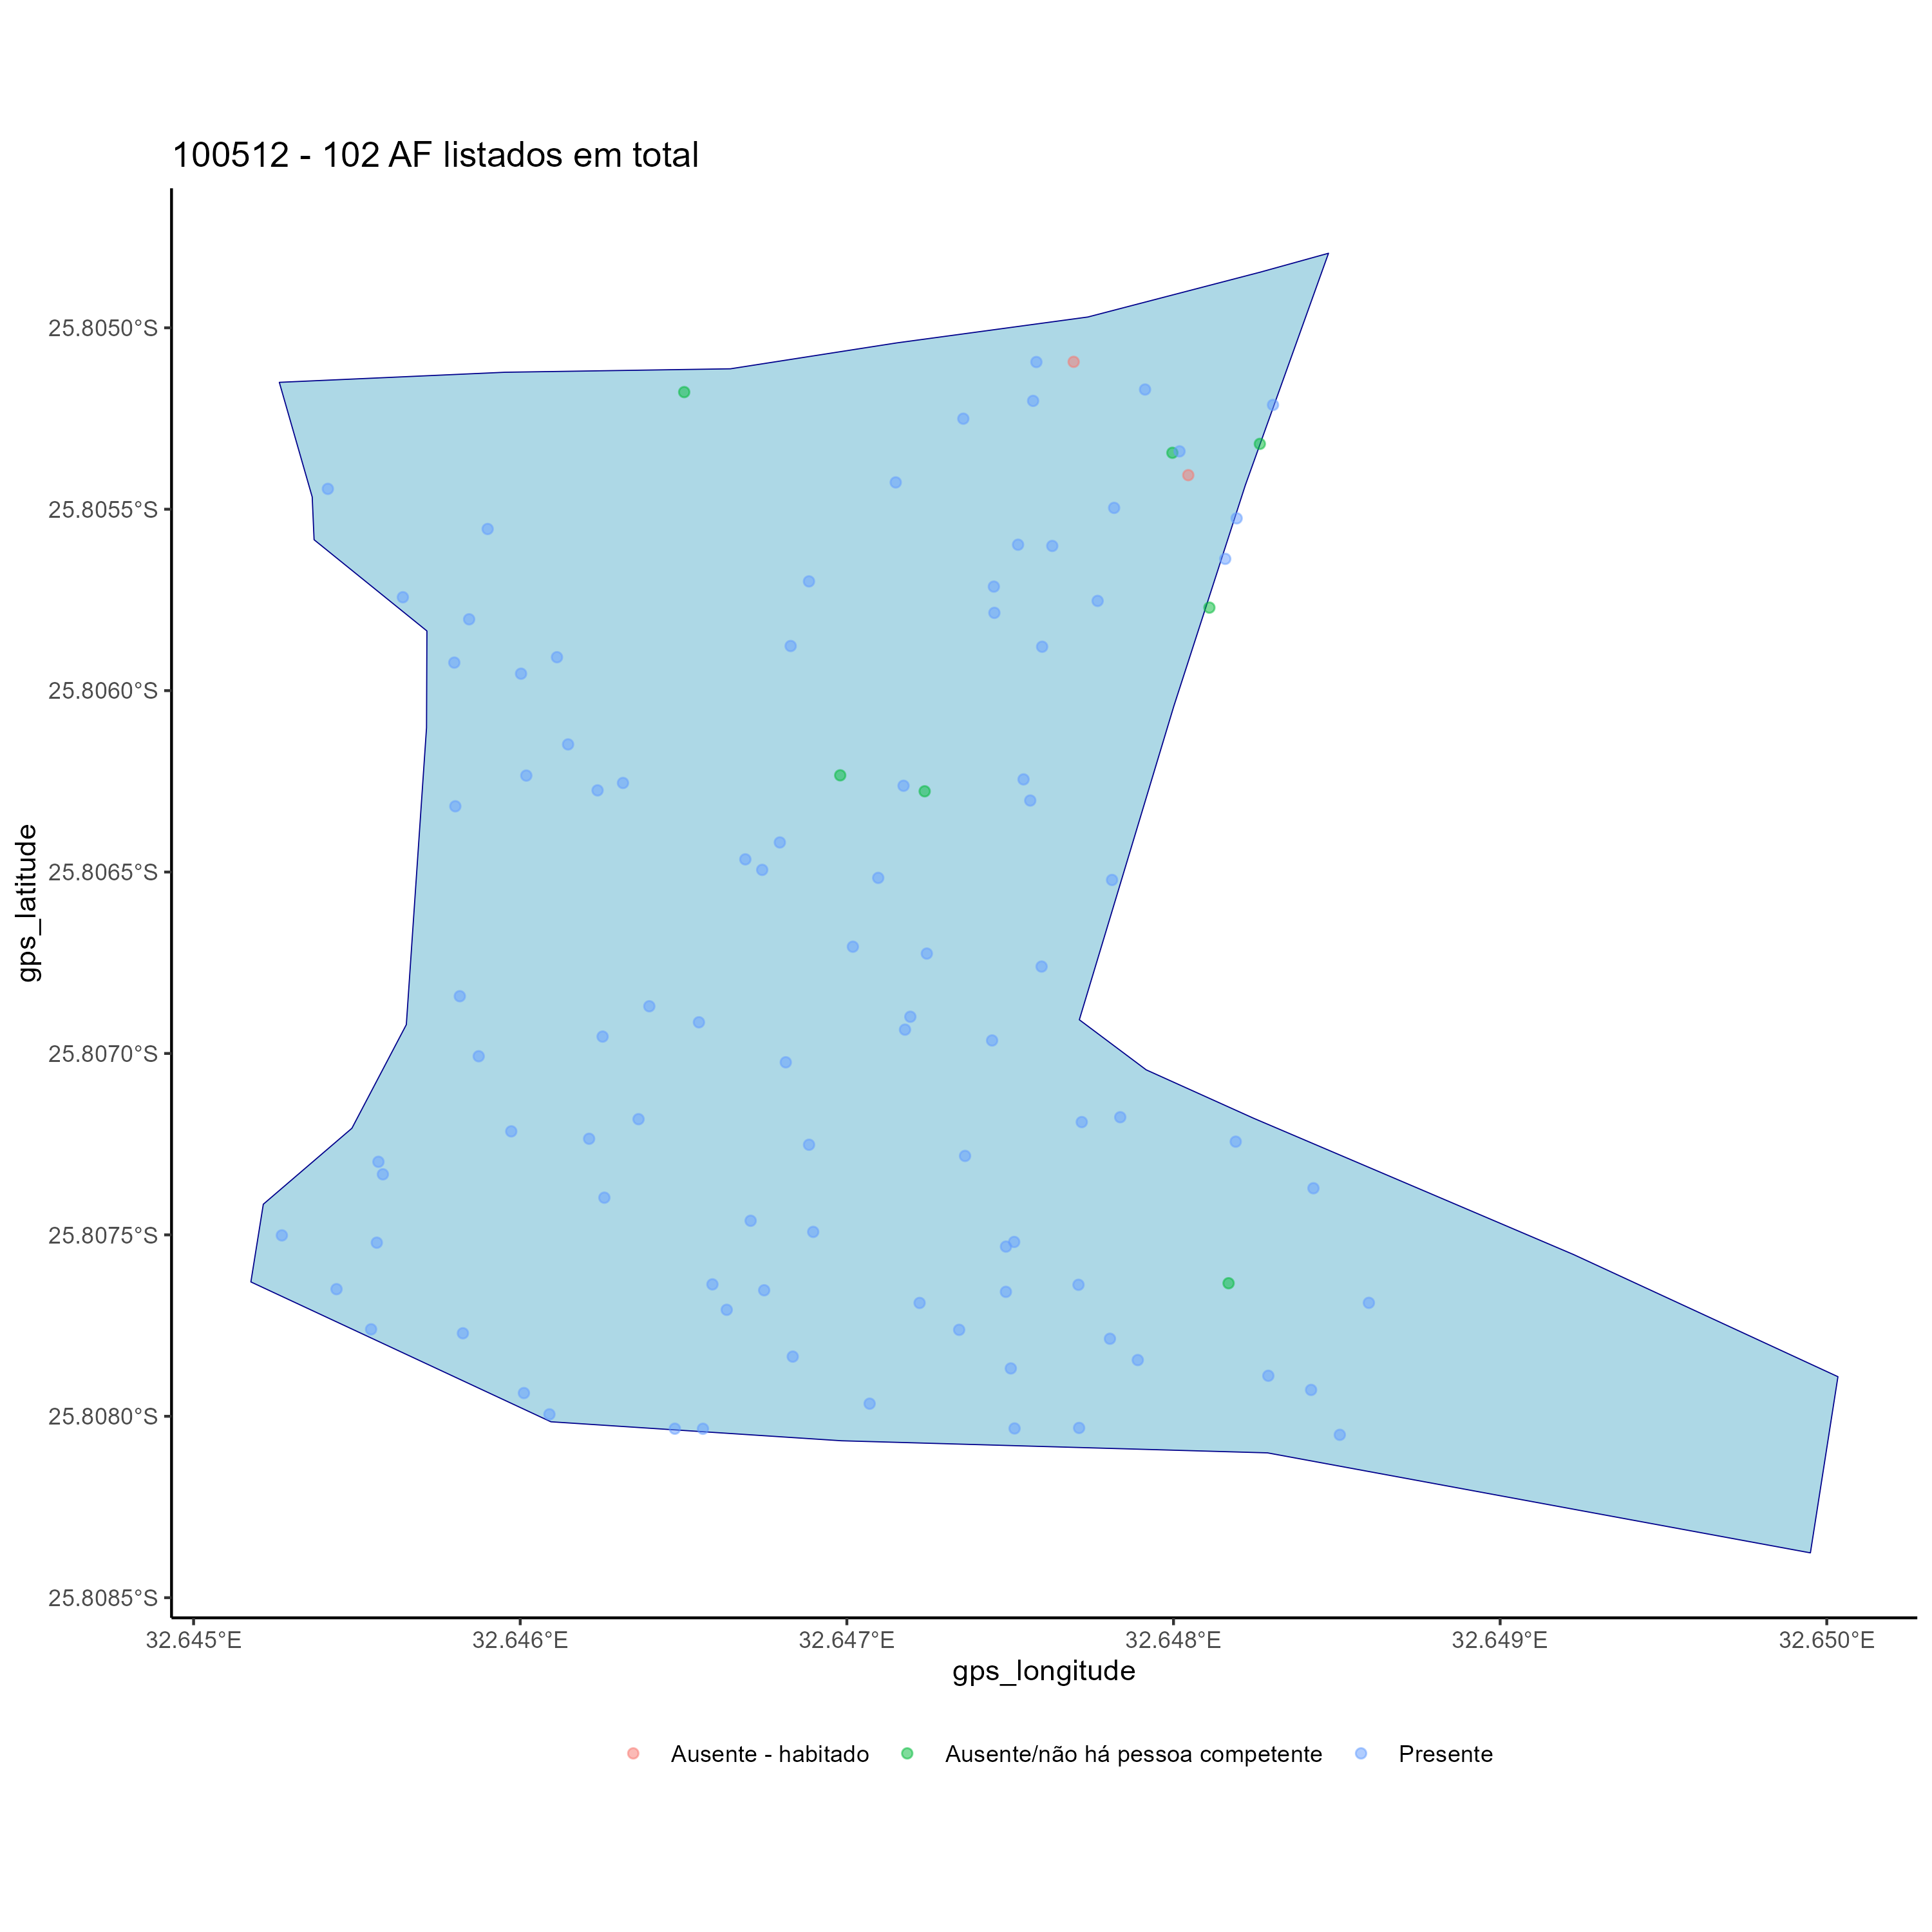 100512 - 102 AF listados em total
gps_latitude
25.8050°S
25.8055°S
25.8060°S
25.8065°S
25.8070°S
25.8075°S
25.8080°S
25.8085°S
32.645°E 32.646°E 32.647°E 32.648°E 32.649°E 32.650°E
gps_longitude
Ausente - habitado Ausente/não há pessoa competente Presente